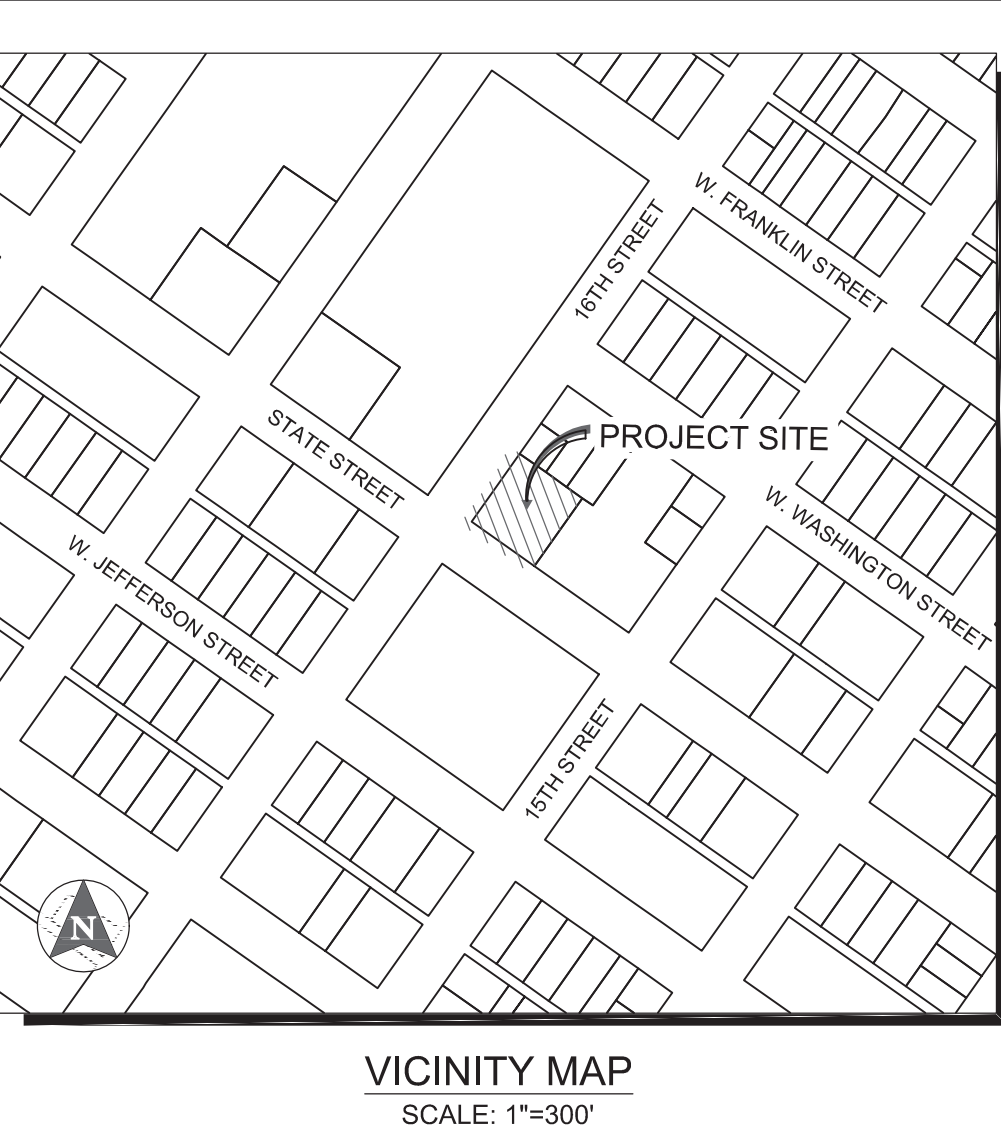 W. FRANKLIN STREET
16TH STREET
PROJECT SITE
STATE STREET
W. WASHINGTON STREET
W. JEFFERSON STREET
15TH STREET
N
VICINITY MAP
SCALE: 1"=300'